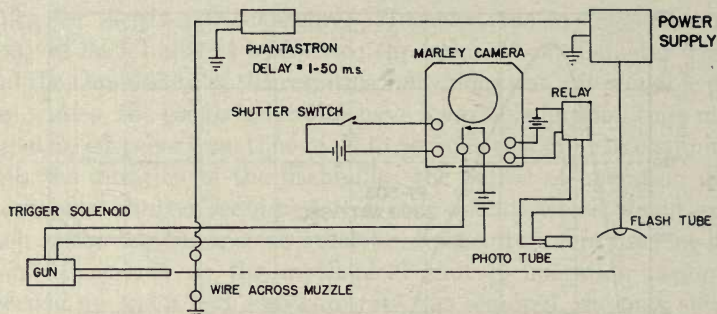 PHANTASTRON
DELAY = 1-50 m.s.
MARLEY CAMERA
POWER
SUPPLY
RELAY
SHUTTER SWITCH
TRIGGER SOLENOID
GUN
WIRE ACROSS MUZZLE
PHOTO TUBE
FLASH TUBE